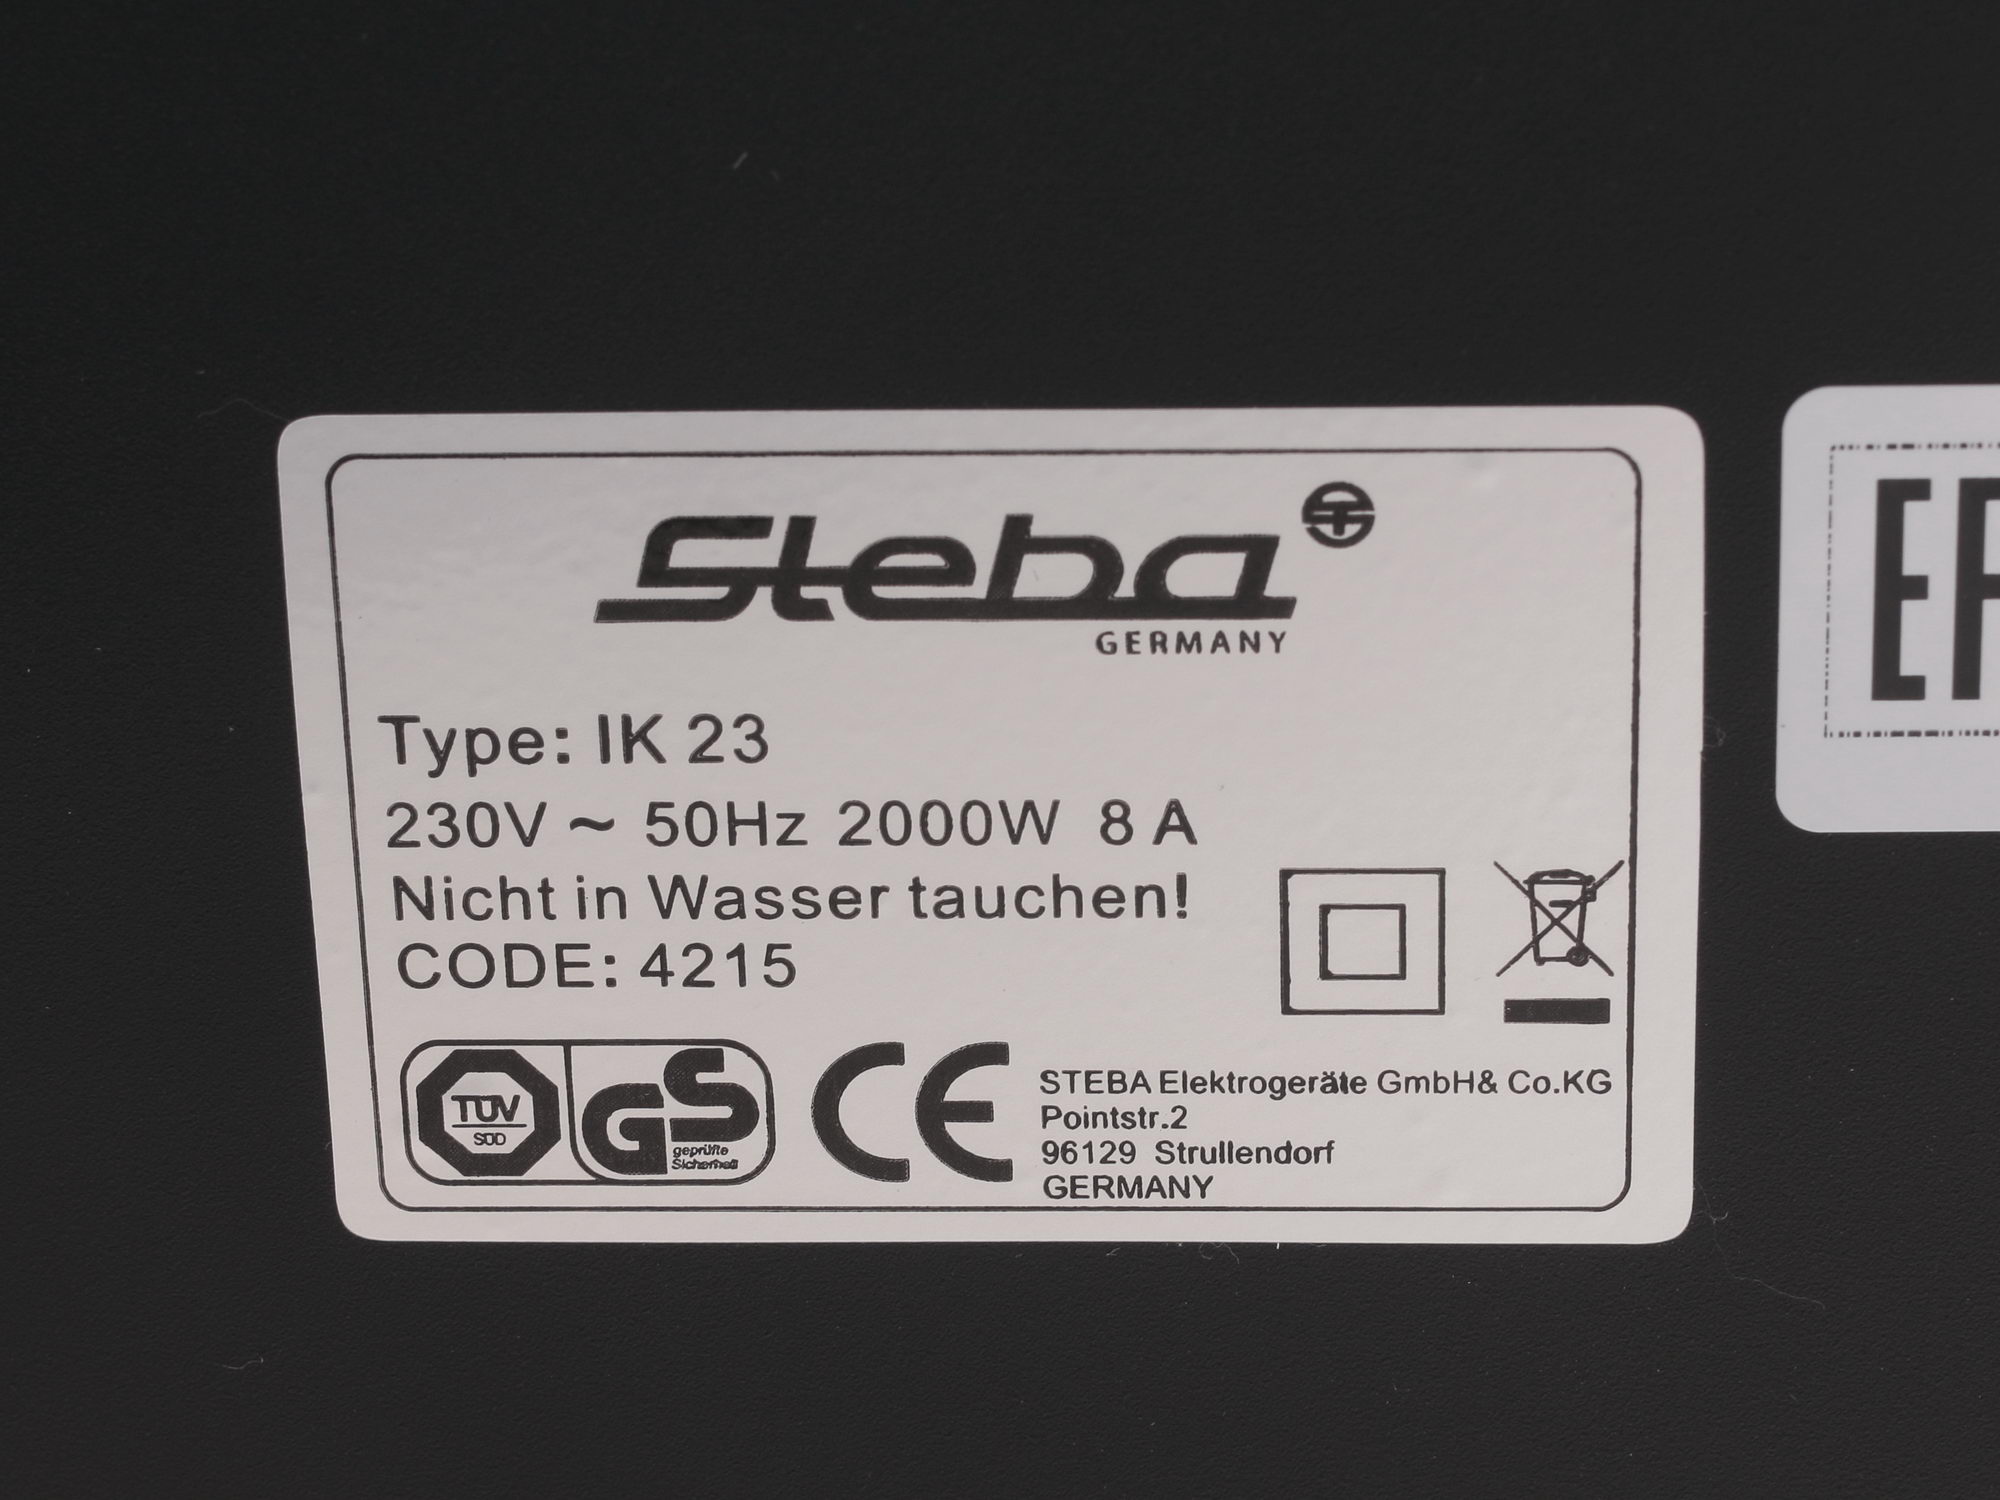 Steba
GERMANY
Type: IK 23
230V ~ 50Hz 2000W 8 A
Nicht in Wasser tauchen!
CODE: 4215
TÜV
SÜD
GS
geprüfte
Sicherheit
CE
STEBA Elektrogeräte GmbH& Co.KG
Pointstr.2
96129 Strullendorf
GERMANY